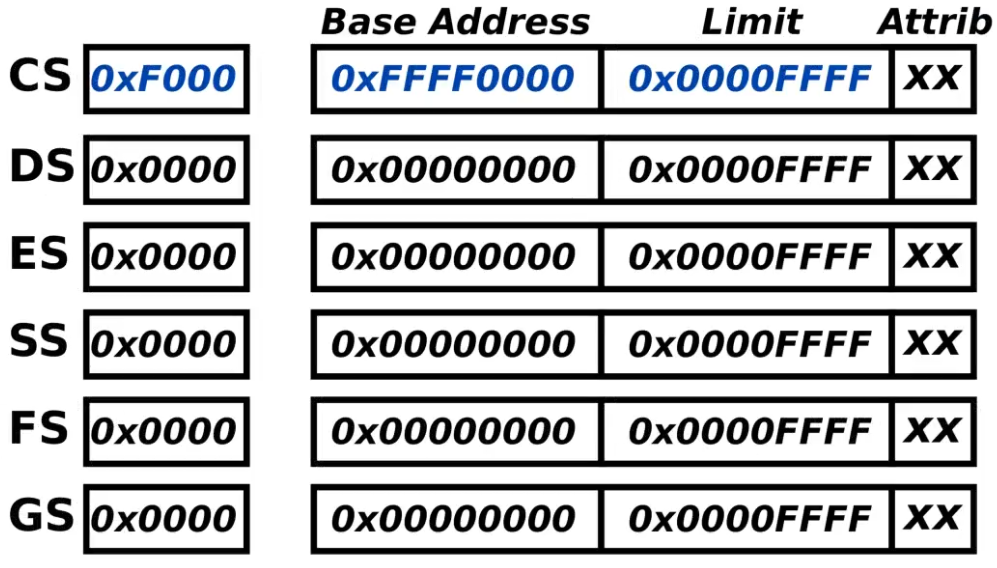 Base Address Limit Attrib
CS 0xF000 0xFFFF0000 0x0000FFFF XX
DS 0x0000 0x00000000 0x0000FFFF XX
ES 0x0000 0x00000000 0x0000FFFF XX
SS 0x0000 0x00000000 0x0000FFFF XX
FS 0x0000 0x00000000 0x0000FFFF XX
GS 0x0000 0x00000000 0x0000FFFF XX